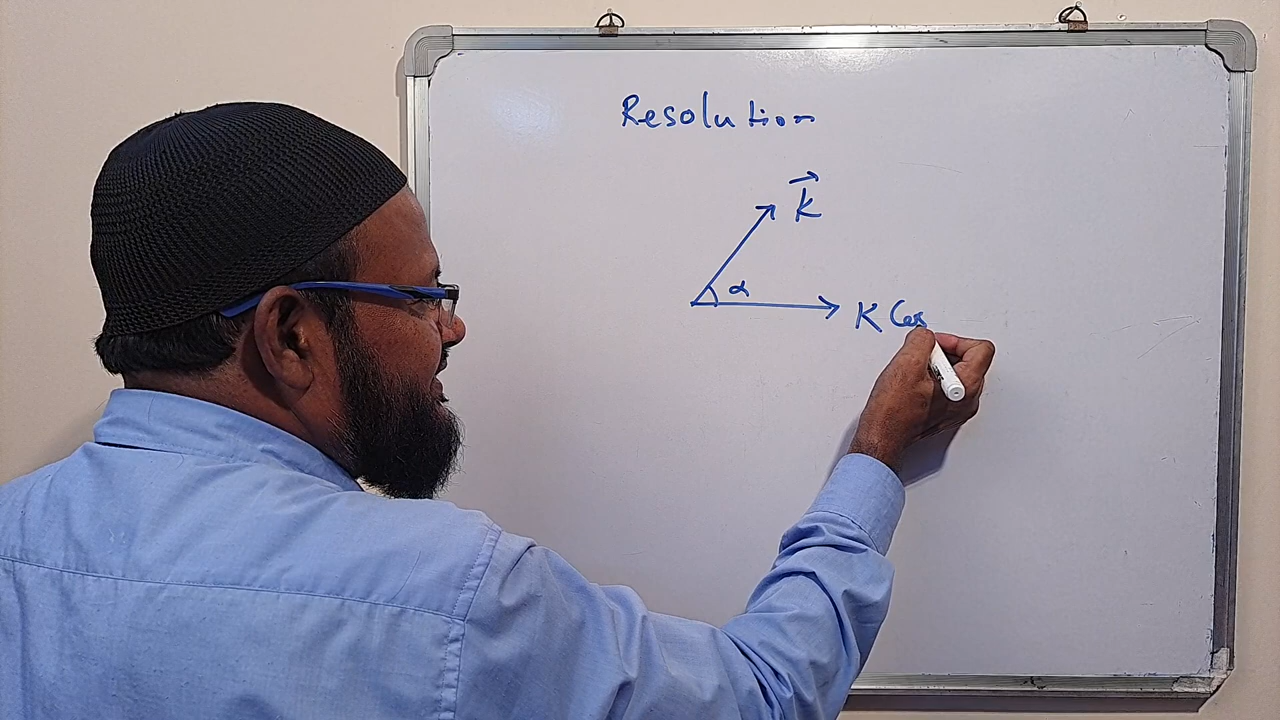 Resolution
K⃗
α
K Cos